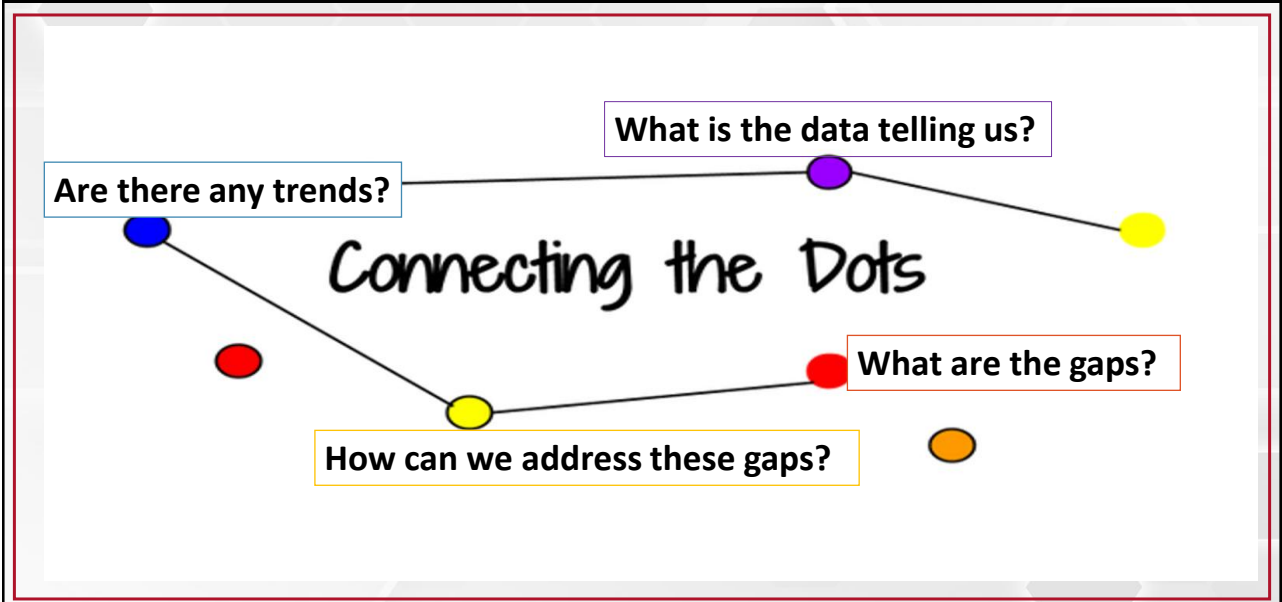 What is the data telling us?
Are there any trends?
Connecting the Dots
What are the gaps?
How can we address these gaps?